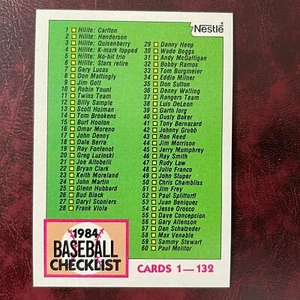 Nestlé
1 Hilite: Carlton
2 Hilite: Henderson
3 Hilite: Quisenberry
4 Hilite: K-mark topped
5 Hilite: No-hit trio
6 Hilite: Stars retire
7 Gary Lucas
8 Don Mattingly
9 Jim Gott
10 Robin Yount
11 Twins Team
12 Billy Sample
13 Scott Holman
14 Tom Brookens
15 Burt Hooton
16 Omar Moreno
17 John Denny
18 Dale Berra
19 Ray Fontenot
20 Greg Luzinski
21 Joe Altobelli
22 Bryan Clark
23 Keith Moreland
24 John Martin
25 Glenn Hubbard
26 Bud Black
27 Daryl Sconiers
28 Frank Viola
29 Danny Heep
30 Wade Boggs
31 Andy McGaffigan
32 Bobby Ramos
33 Tom Burgmeier
34 Eddie Milner
35 Don Sutton
36 Denny Walling
37 Rangers Team
38 Luis DeLeon
39 Garth Iorg
40 Dusty Baker
41 Tony Bernazard
42 Johnny Grubb
43 Ron Reed
44 Jim Morrison
45 Jerry Mumphrey
46 Ray Smith
47 Rudy Law
48 Julio Franco
49 John Stuper
50 Chris Chambliss
51 Jim Frey
52 Paul Splittorff
53 Juan Beniquez
54 Jesse Orosco
55 Dave Concepcion
56 Gary Allenson
57 Dan Schatzeder
58 Max Venable
59 Sammy Stewart
60 Paul Molitor
1984
BASEBALL
CHECKLIST
CARDS 1—132